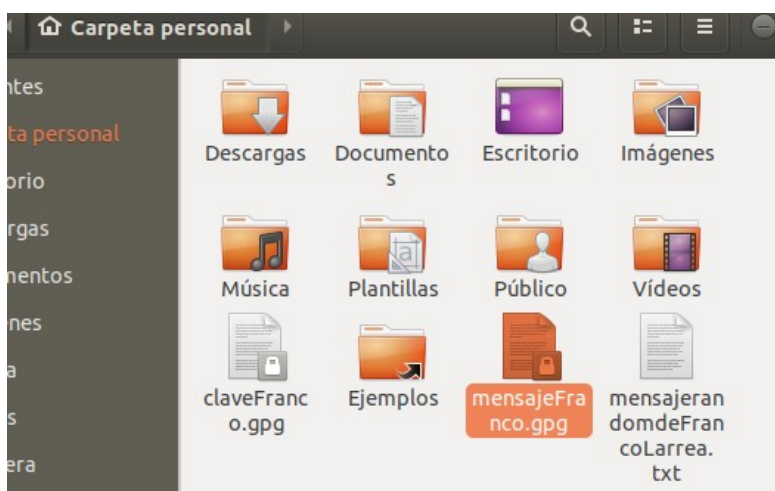 Carpeta personal
ntes
ta personal
orio
rgas
mentos
enes
a
s
era
Descargas
Documento
s
Escritorio
Imágenes
Música
Plantillas
Público
Vídeos
claveFranc
o.gpg
Ejemplos
mensajeFra
nco.gpg
mensajeran
domdeFran
coLarrea.
txt